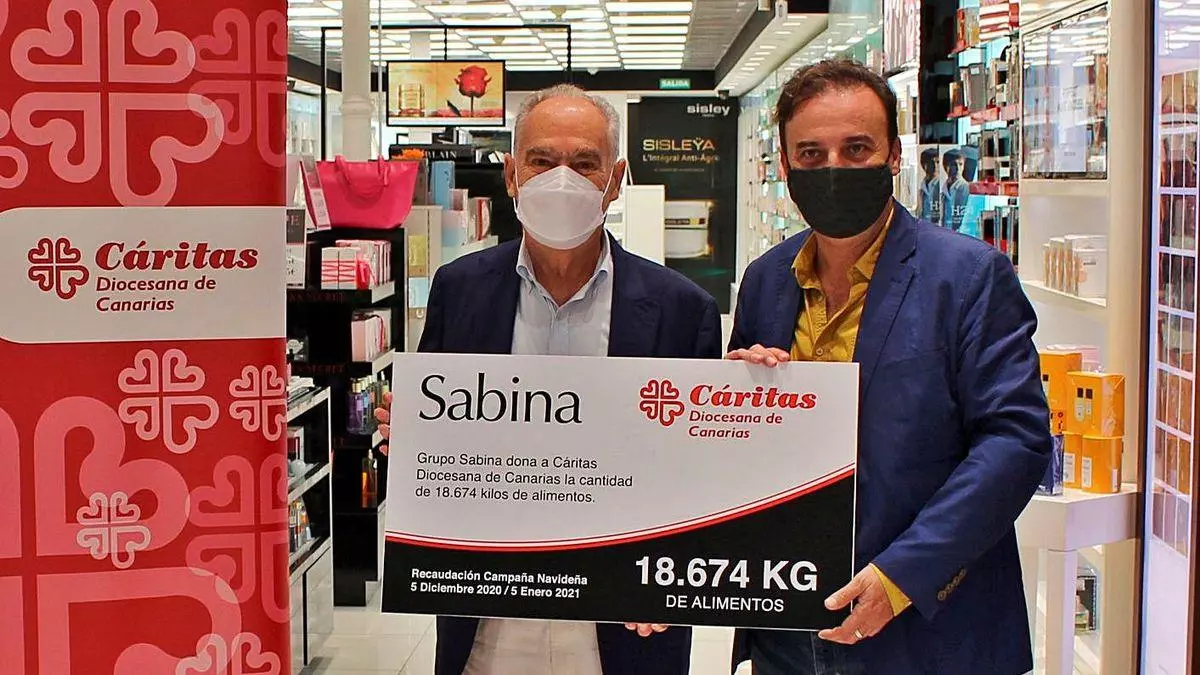 SALIDA
sisley
SISLEŸA
L'Intégral Anti-Âge
Cáritas
Diocesana de
Canarias
Sabina
Cáritas
Diocesana de
Canarias
Grupo Sabina dona a Cáritas
Diocesana de Canarias la cantidad
de 18.674 kilos de alimentos.
Recaudación Campaña Navideña
5 Diciembre 2020 / 5 Enero 2021
18.674 KG
DE ALIMENTOS